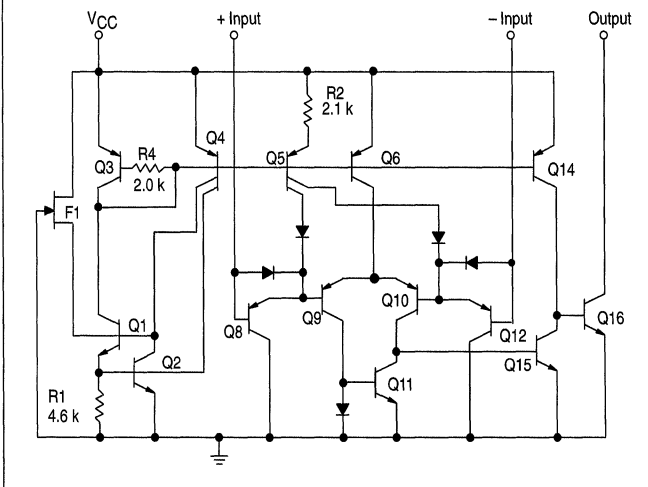 VCC
+ Input
– Input
Output
R2
2.1 k
Q4
Q3
R4
2.0 k
Q5
Q6
Q14
F1
Q8
Q9
Q10
Q12
Q16
Q1
Q2
Q11
Q15
R1
4.6 k